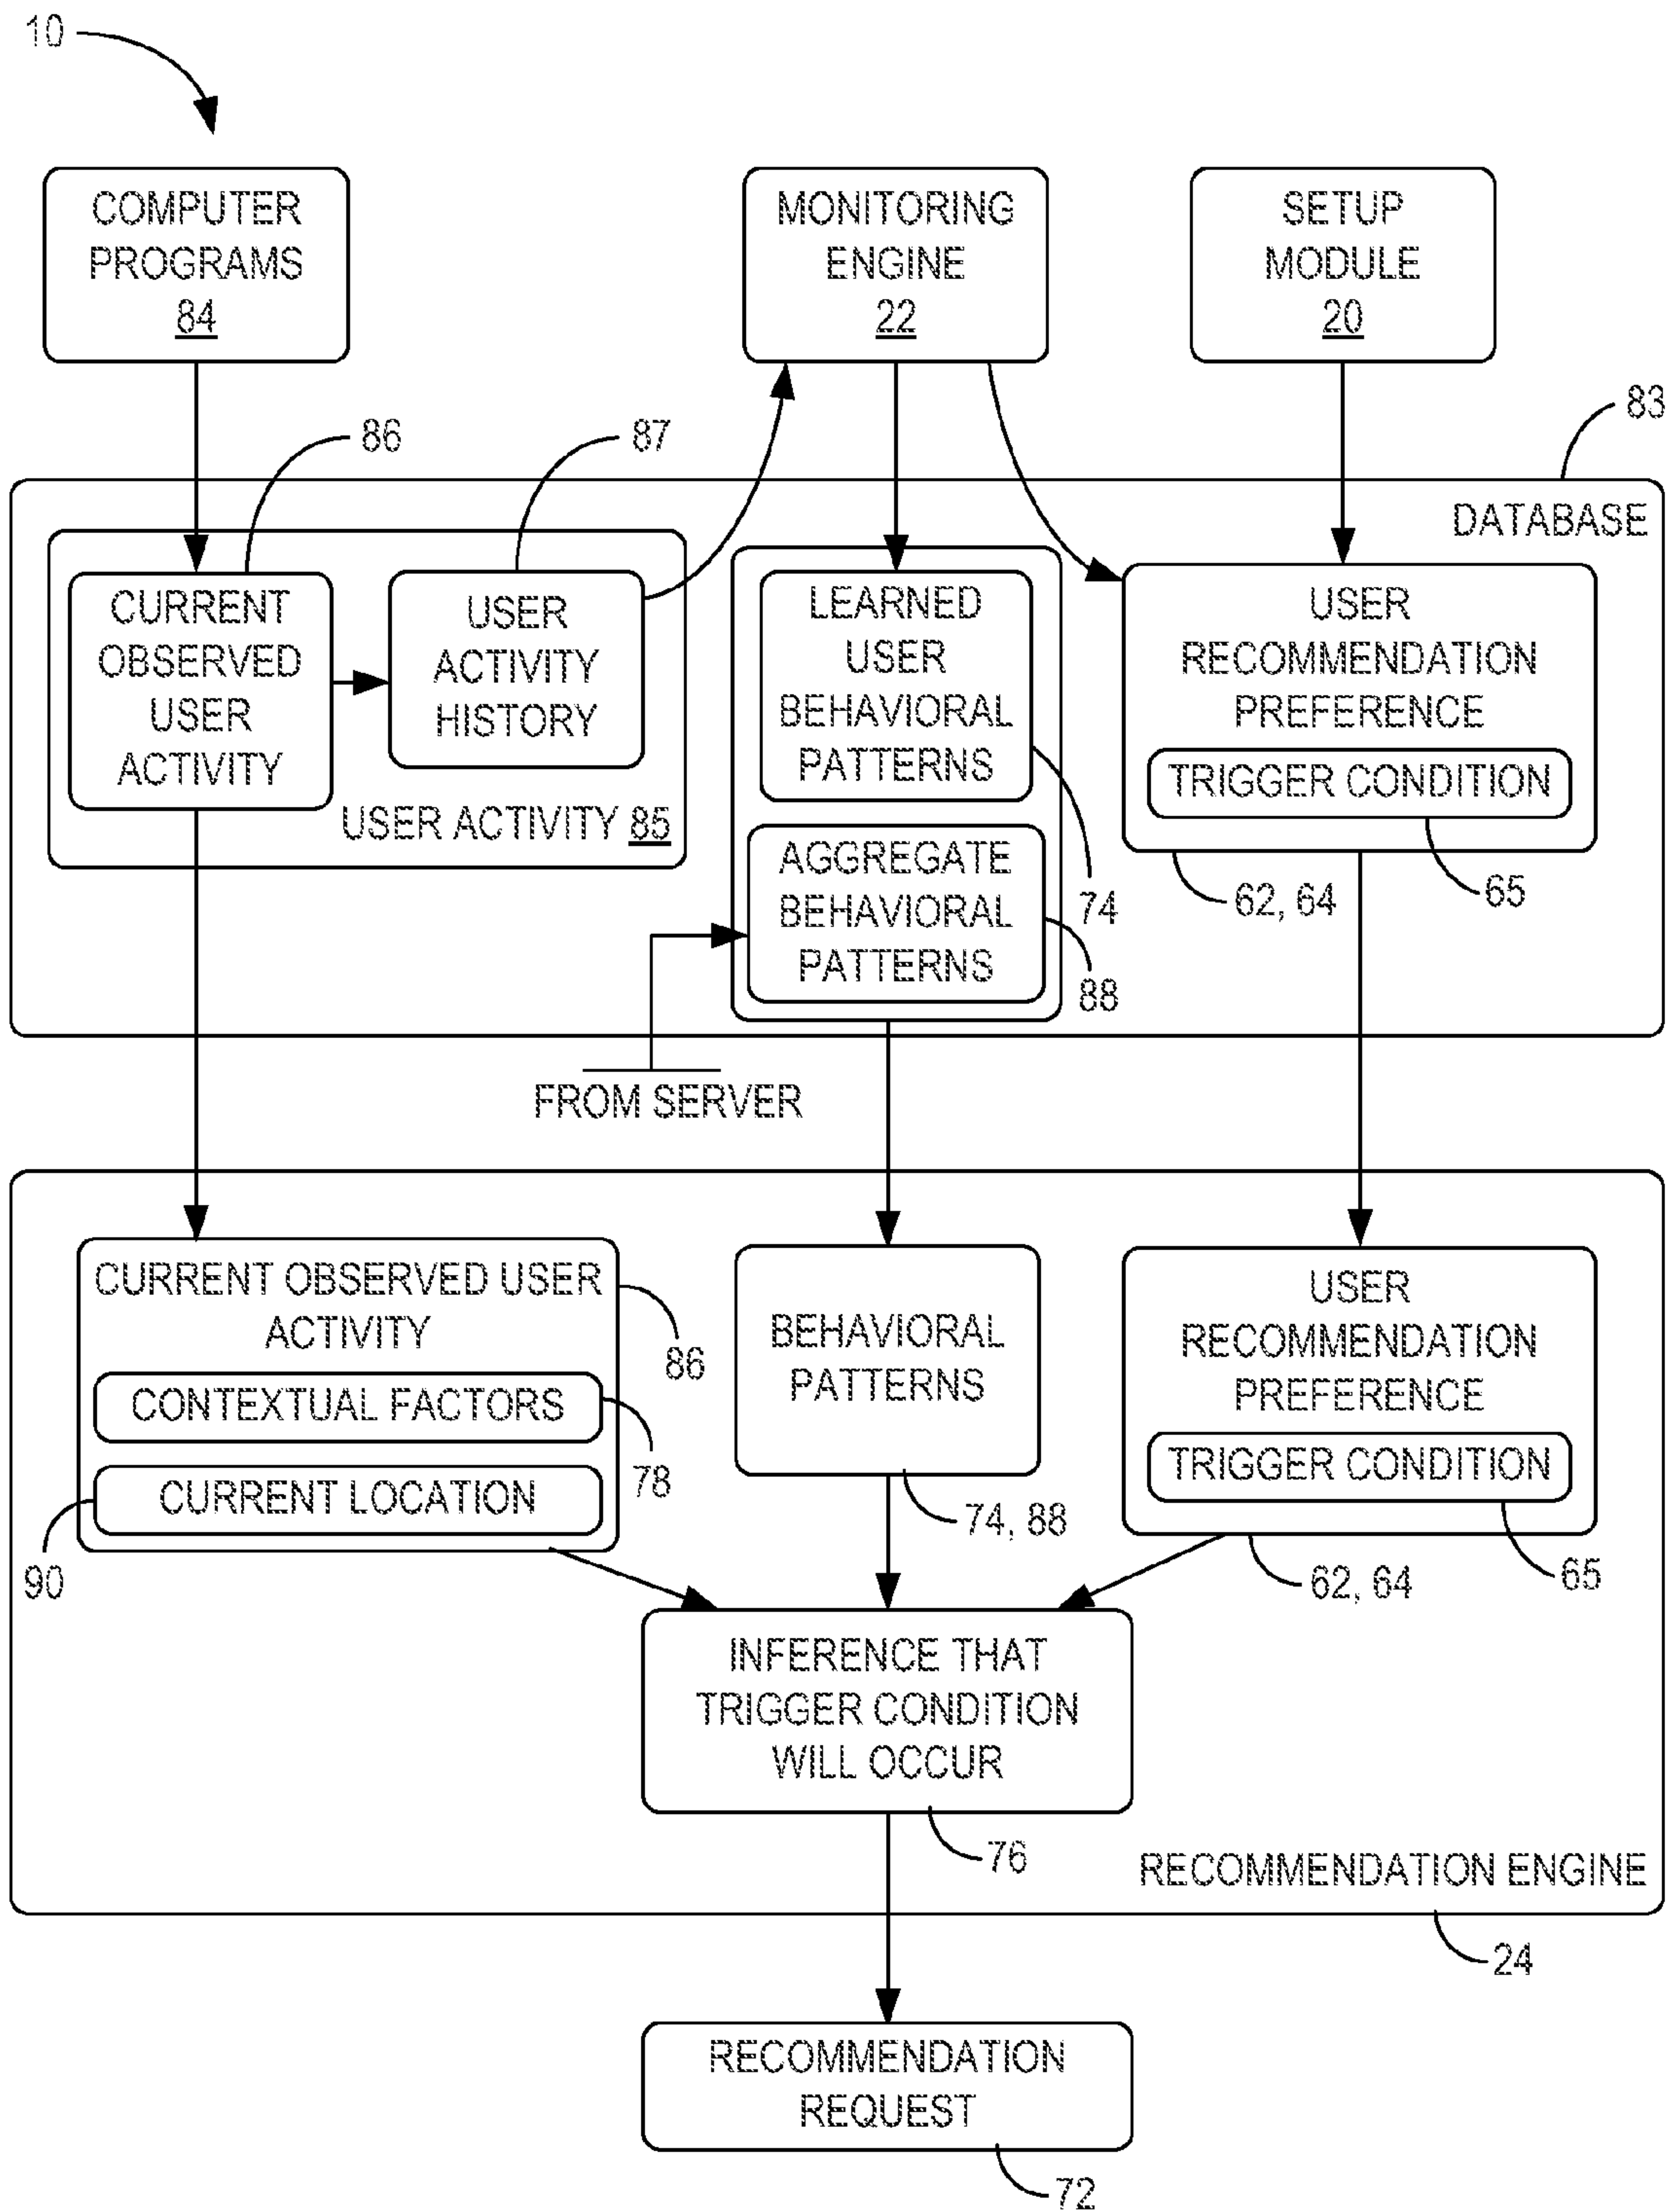 10
COMPUTER
PROGRAMS
84
MONITORING
ENGINE
22
SETUP
MODULE
20
86
87
83
DATABASE
CURRENT
OBSERVED
USER
ACTIVITY
USER
ACTIVITY
HISTORY
USER ACTIVITY 85
LEARNED
USER
BEHAVIORAL
PATTERNS
74
AGGREGATE
BEHAVIORAL
PATTERNS
88
USER
RECOMMENDATION
PREFERENCE
TRIGGER CONDITION
62, 64
65
FROM SERVER
CURRENT OBSERVED USER
ACTIVITY
86
CONTEXTUAL FACTORS
78
CURRENT LOCATION
90
BEHAVIORAL
PATTERNS
74, 88
USER
RECOMMENDATION
PREFERENCE
TRIGGER CONDITION
62, 64
65
INFERENCE THAT
TRIGGER CONDITION
WILL OCCUR
76
RECOMMENDATION ENGINE
24
RECOMMENDATION
REQUEST
72